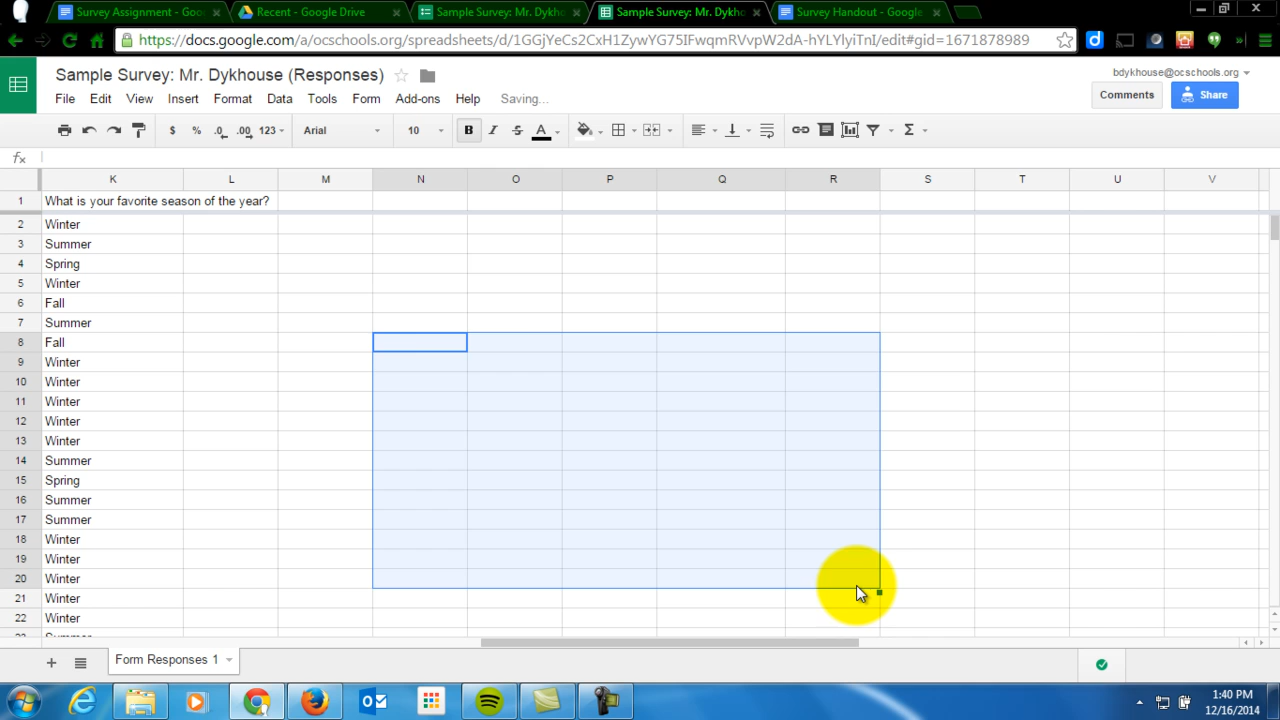 Survey Assignment - Goo
Recent - Google Drive
Sample Survey: Mr. Dykho
Sample Survey: Mr. Dykho
Survey Handout - Google
https://docs.google.com/a/ocschools.org/spreadsheets/d/1GGjYeCs2CxH1ZywYG75IFwqmRVvpW2dA-hYLYlyiTnI/edit#gid=1671878989
Sample Survey: Mr. Dykhouse (Responses)
bdykhouse@ocschools.org
File Edit View Insert Format Data Tools Form Add-ons Help Saving...
Comments Share
$ % .0 .00 123 Arial 10 B I S A Σ
fx
K L M N O P Q R S T U V
1 What is your favorite season of the year?
2 Winter
3 Summer
4 Spring
5 Winter
6 Fall
7 Summer
8 Fall
9 Winter
10 Winter
11 Winter
12 Winter
13 Winter
14 Summer
15 Spring
16 Summer
17 Summer
18 Winter
19 Winter
20 Winter
21 Winter
22 Winter
23 Summer
Form Responses 1
1:40 PM
12/16/2014